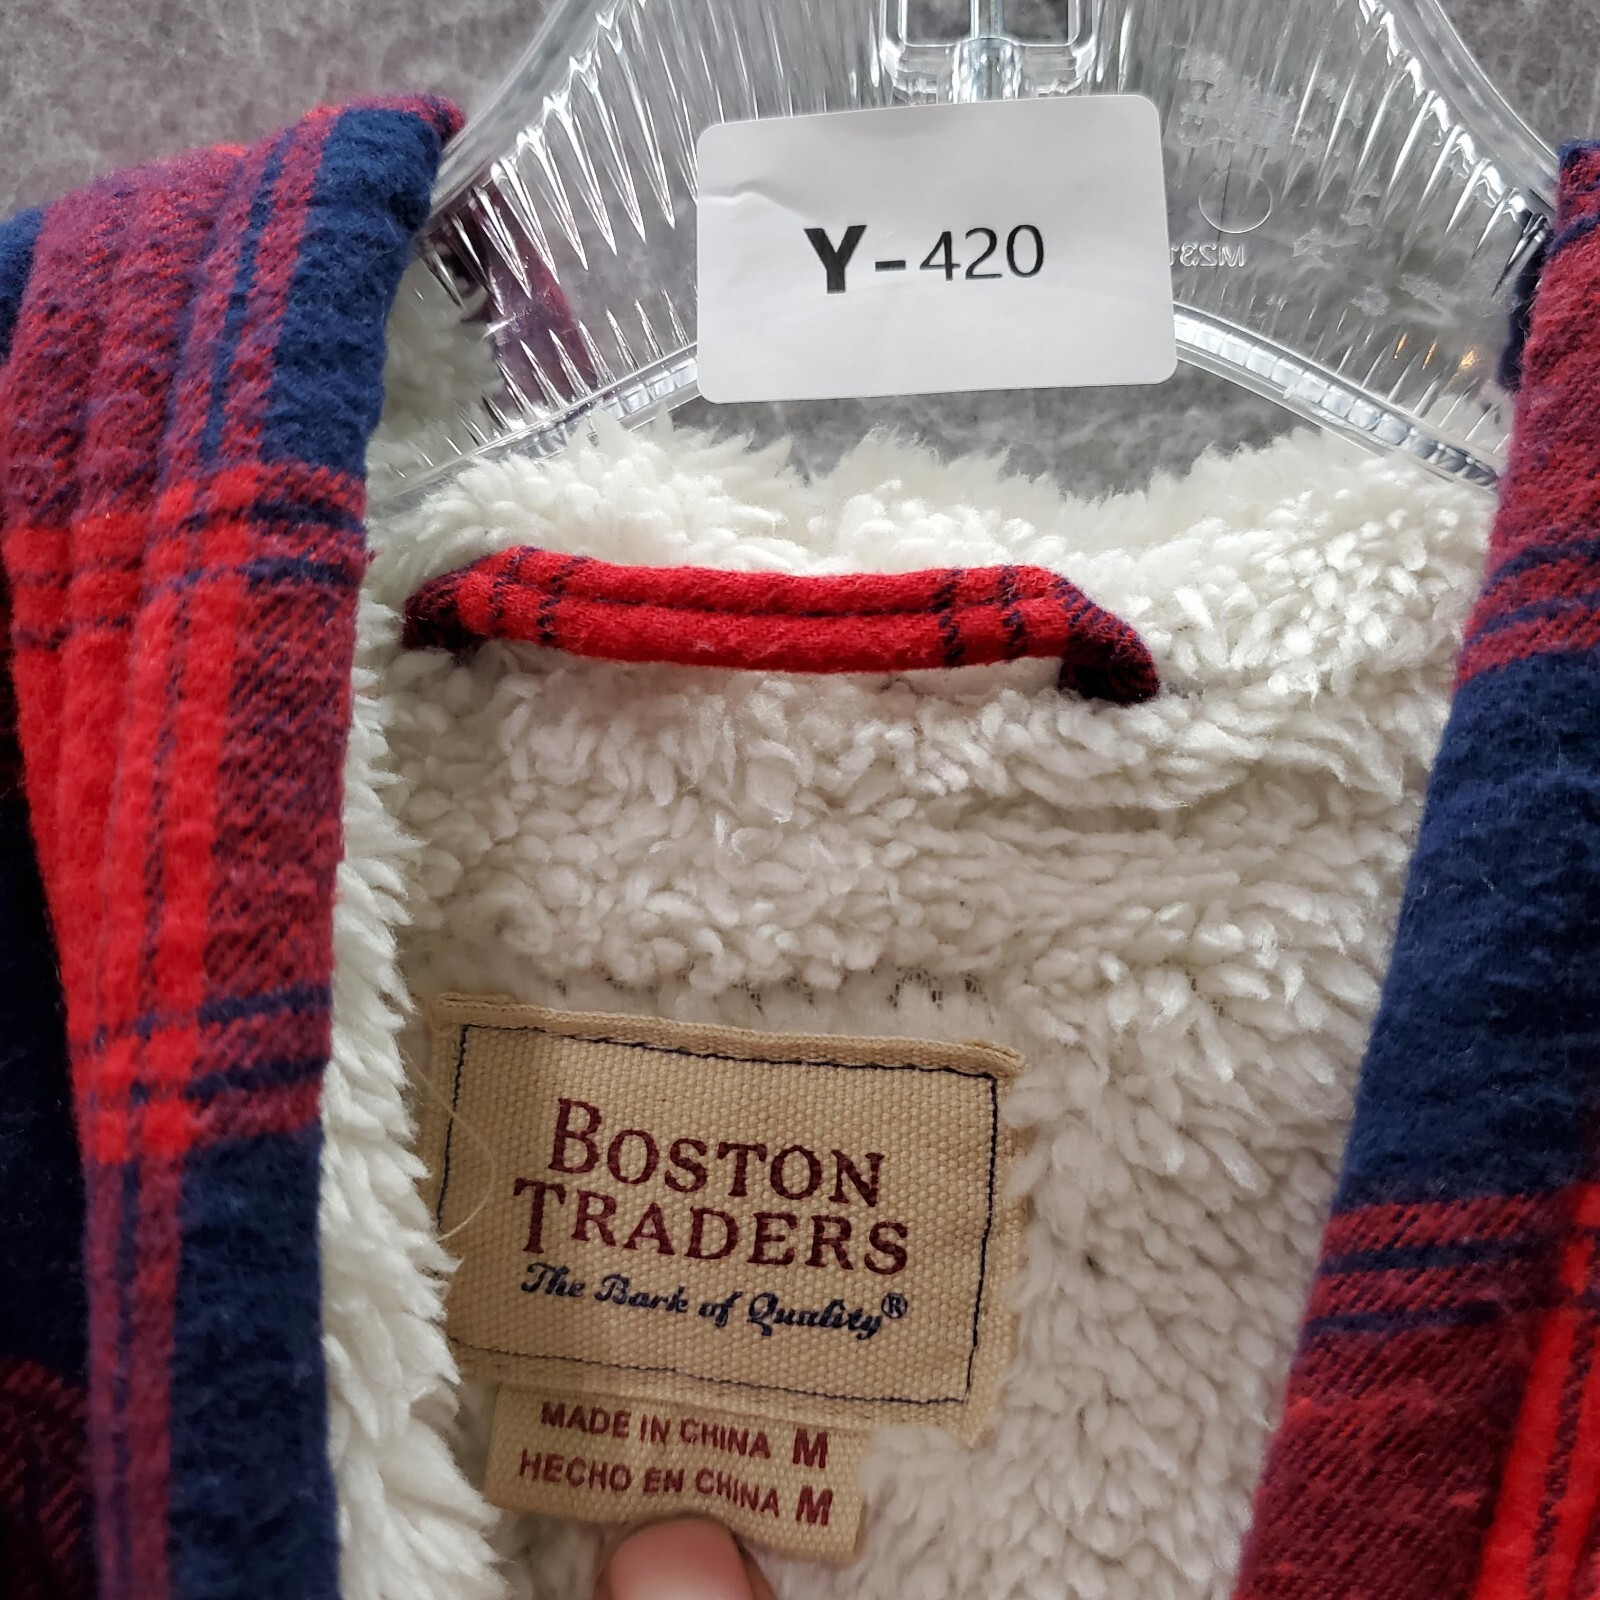 Y-420
BOSTON
TRADERS
The Bark of Quality®
MADE IN CHINA M
HECHO EN CHINA M